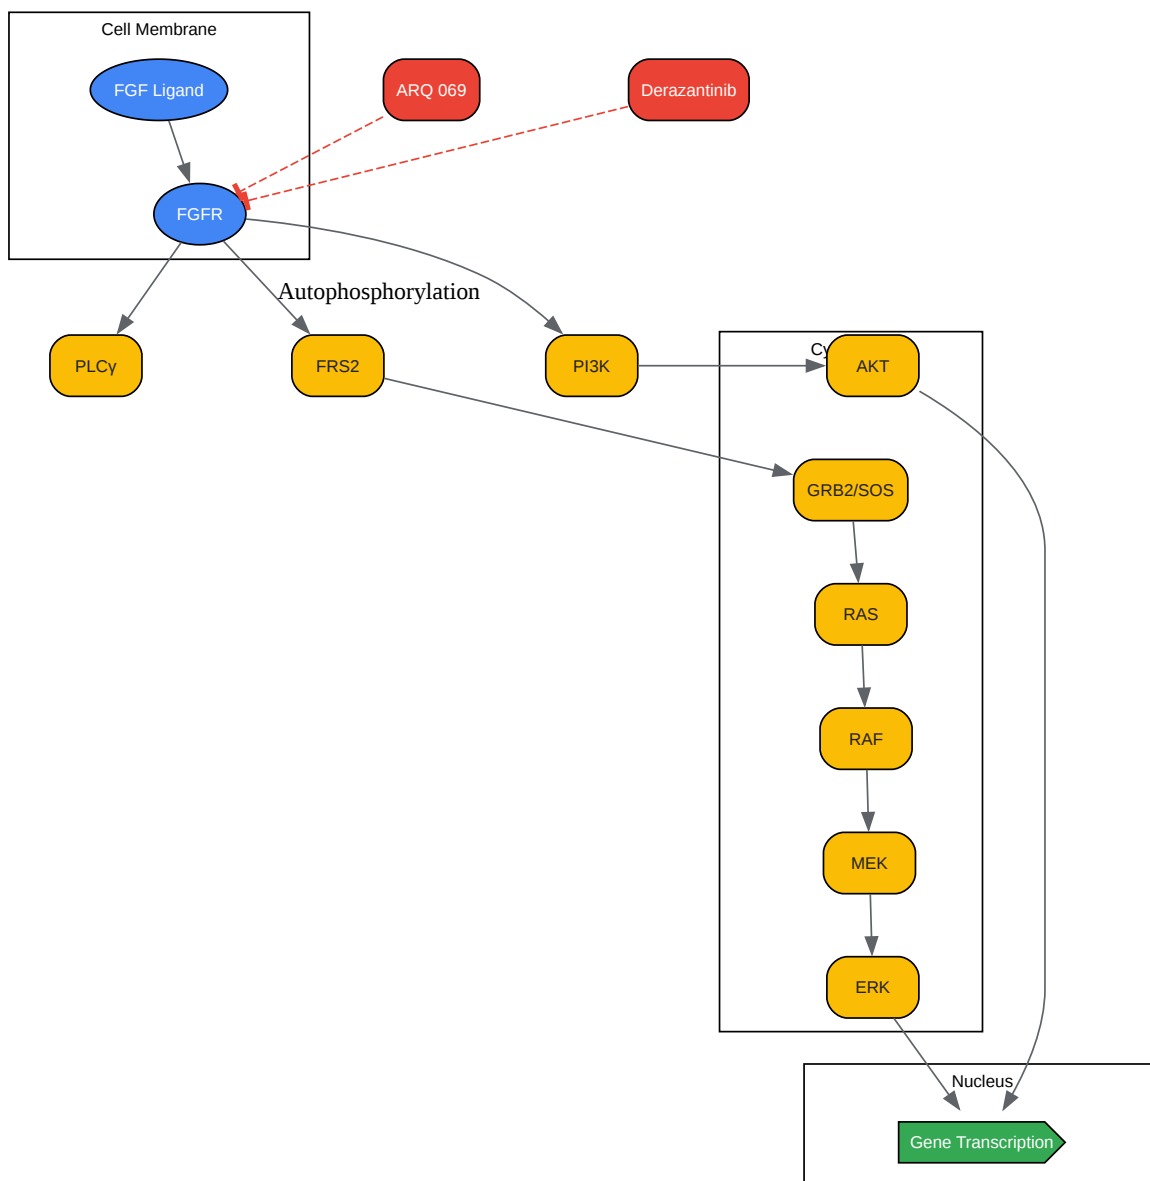 Cell Membrane
FGF Ligand
ARQ 069
Derazantinib
FGFR
Autophosphorylation
PLCγ
FRS2
PI3K
AKT
GRB2/SOS
RAS
RAF
MEK
ERK
Nucleus
Gene Transcription